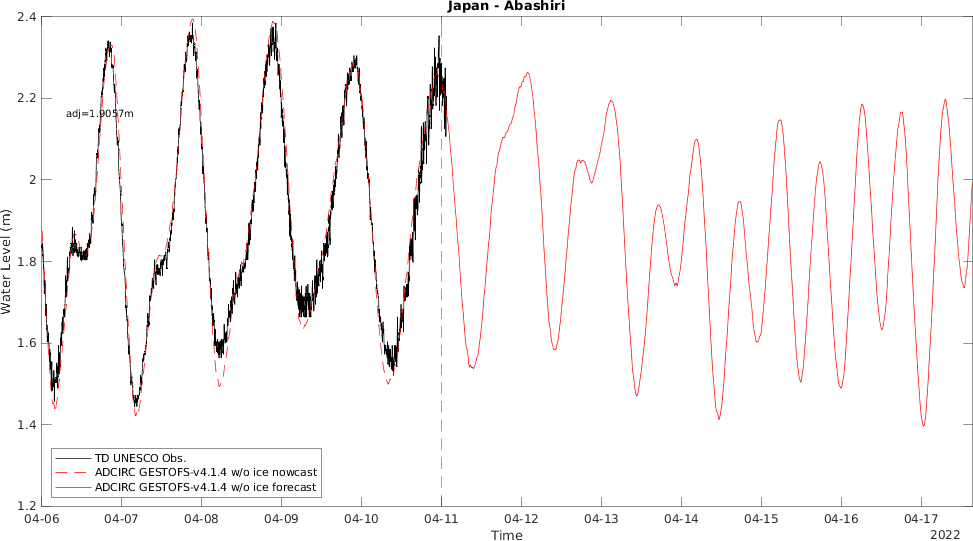 Japan - Abashiri
2.4
2.2
2
1.8
1.6
1.4
1.2
Water Level (m)
adj=1.9057m
TD UNESCO Obs.
ADCIRC GESTOFS-v4.1.4 w/o ice nowcast
ADCIRC GESTOFS-v4.1.4 w/o ice forecast
04-06 04-07 04-08 04-09 04-10 04-11 04-12 04-13 04-14 04-15 04-16 04-17
Time
2022